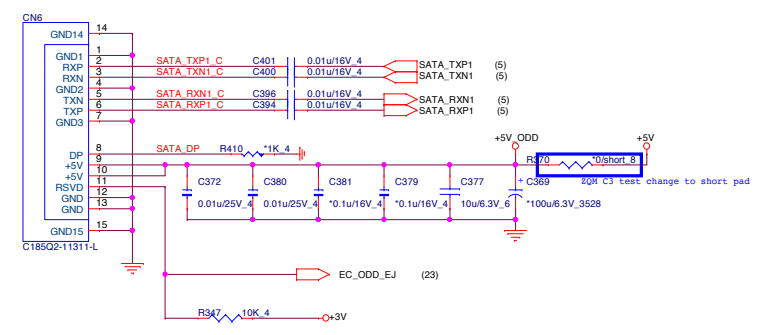 CN6
GND14 14
GND1 1
RXP 2 SATA_TXP1_C C401 0.01u/16V_4 SATA_TXP1 (5)
RXN 3 SATA_TXN1_C C400 0.01u/16V_4 SATA_TXN1 (5)
GND2 4
TXN 5 SATA_RXN1_C C396 0.01u/16V_4 SATA_RXN1 (5)
TXP 6 SATA_RXP1_C C394 0.01u/16V_4 SATA_RXP1 (5)
GND3 7
+5V_ODD +5V
DP 8 SATA_DP R410 *1K_4
R370 *0/short_8
+5V 9
+5V 10
ZQM C3 test change to short pad
RSVD 11 C372 C380 C381 C379 C377 + C369
GND 12
0.01u/25V_4 0.01u/25V_4 *0.1u/16V_4 *0.1u/16V_4 10u/6.3V_6 *100u/6.3V_3528
GND 13
GND15 15
C185Q2-11311-L
EC_ODD_EJ (23)
R347 10K_4 +3V